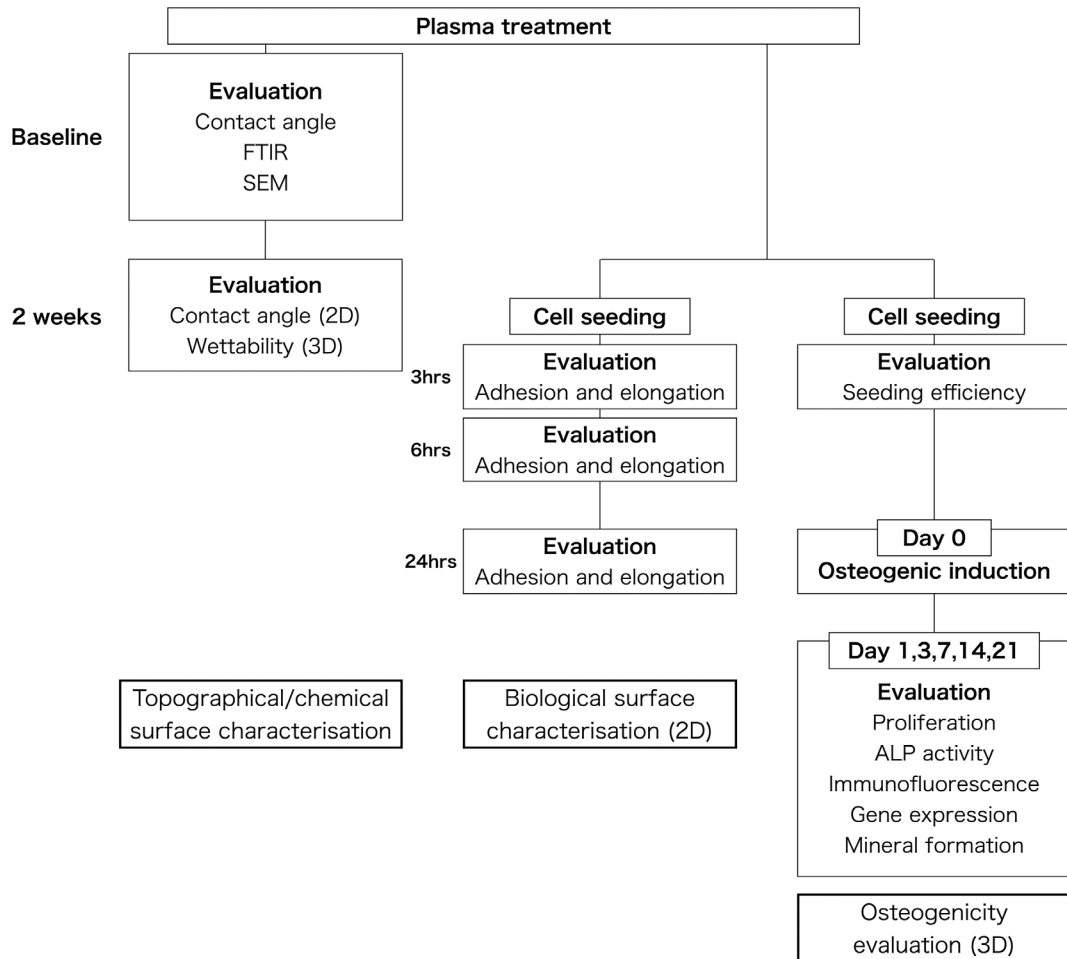 Plasma treatment
Baseline
Evaluation
Contact angle
FTIR
SEM
2 weeks
Evaluation
Contact angle (2D)
Wettability (3D)
Topographical/chemical
surface characterisation
Cell seeding
3hrs
Evaluation
Adhesion and elongation
6hrs
Evaluation
Adhesion and elongation
24hrs
Evaluation
Adhesion and elongation
Biological surface
characterisation (2D)
Cell seeding
Evaluation
Seeding efficiency
Day 0
Osteogenic induction
Day 1,3,7,14,21
Evaluation
Proliferation
ALP activity
Immunofluorescence
Gene expression
Mineral formation
Osteogenicity
evaluation (3D)